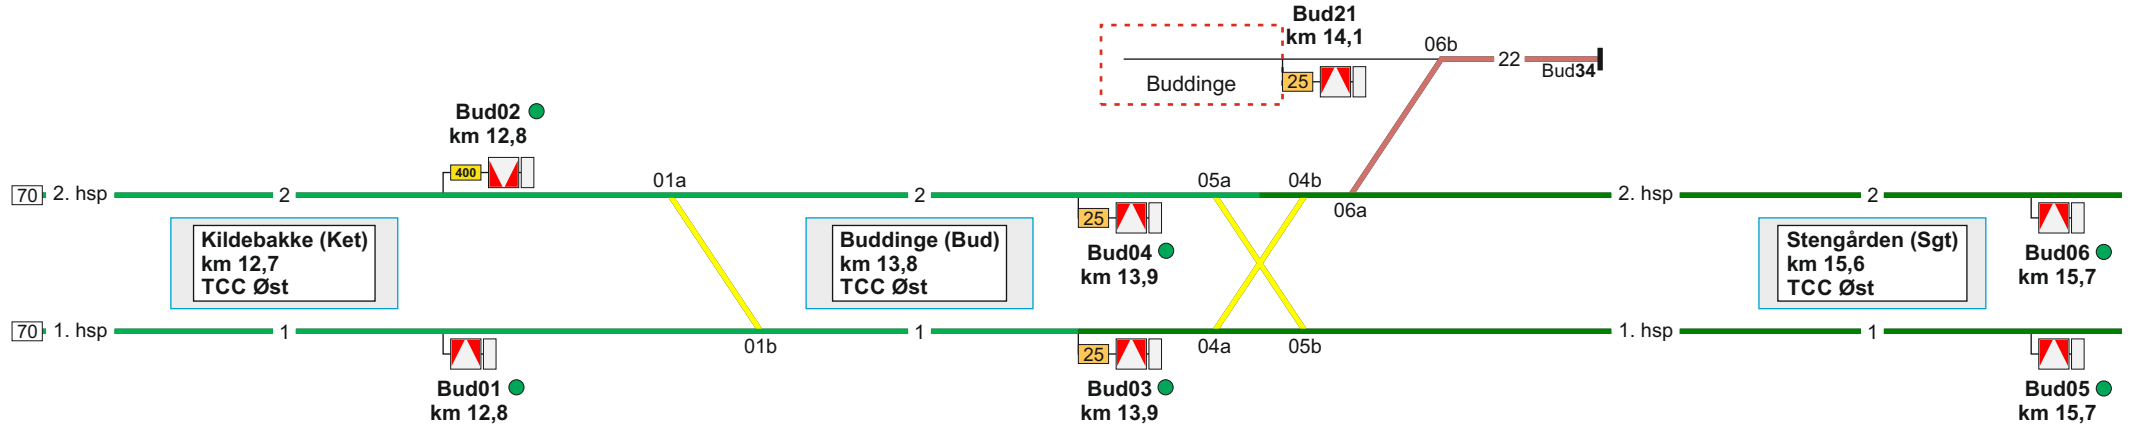 Bud21
km 14,1
06b
22
Bud34
Buddinge
25
Bud02
km 12,8
400
01a
05a
04b
70
2. hsp
2
2
2. hsp
2
06a
25
Kildebakke (Ket)
km 12,7
TCC Øst
Buddinge (Bud)
km 13,8
TCC Øst
Bud04
km 13,9
Stengården (Sgt)
km 15,6
TCC Øst
Bud06
km 15,7
70
1. hsp
1
1
1. hsp
1
01b
04a
05b
25
Bud01
km 12,8
Bud03
km 13,9
Bud05
km 15,7